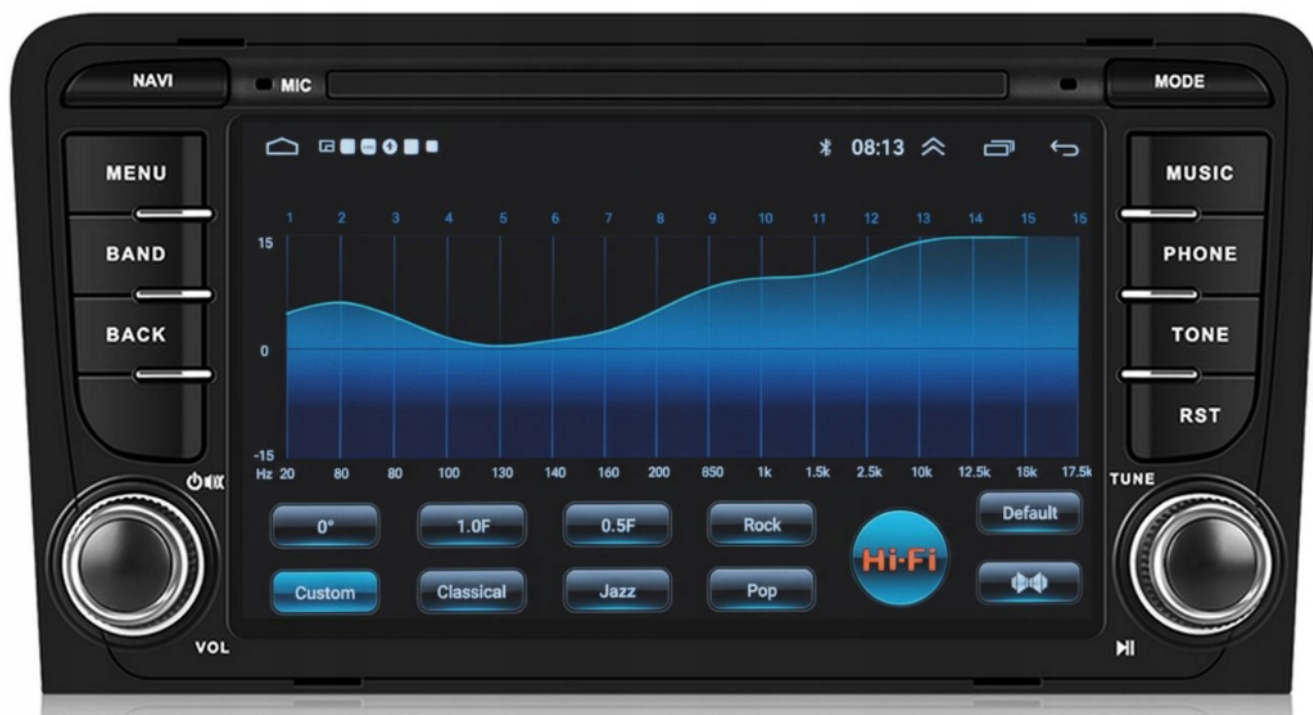 NAVI
MIC
MODE
MENU
BAND
BACK
MUSIC
PHONE
TONE
RST
08:13
1 2 3 4 5 6 7 8 9 10 11 12 13 14 15 15
15
0
-15
Hz 20 80 80 100 130 140 160 200 650 1k 1.5k 2.5k 10k 12.5k 16k 17.5k
TUNE
0° 1.0F 0.5F Rock Default
Hi-Fi
Custom Classical Jazz Pop
VOL